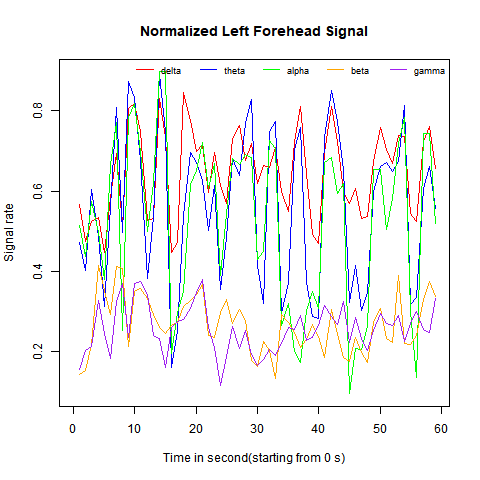 Normalized Left Forehead Signal
delta theta alpha beta gamma
Signal rate
0.8
0.6
0.4
0.2
0 10 20 30 40 50 60
Time in second(starting from 0 s)